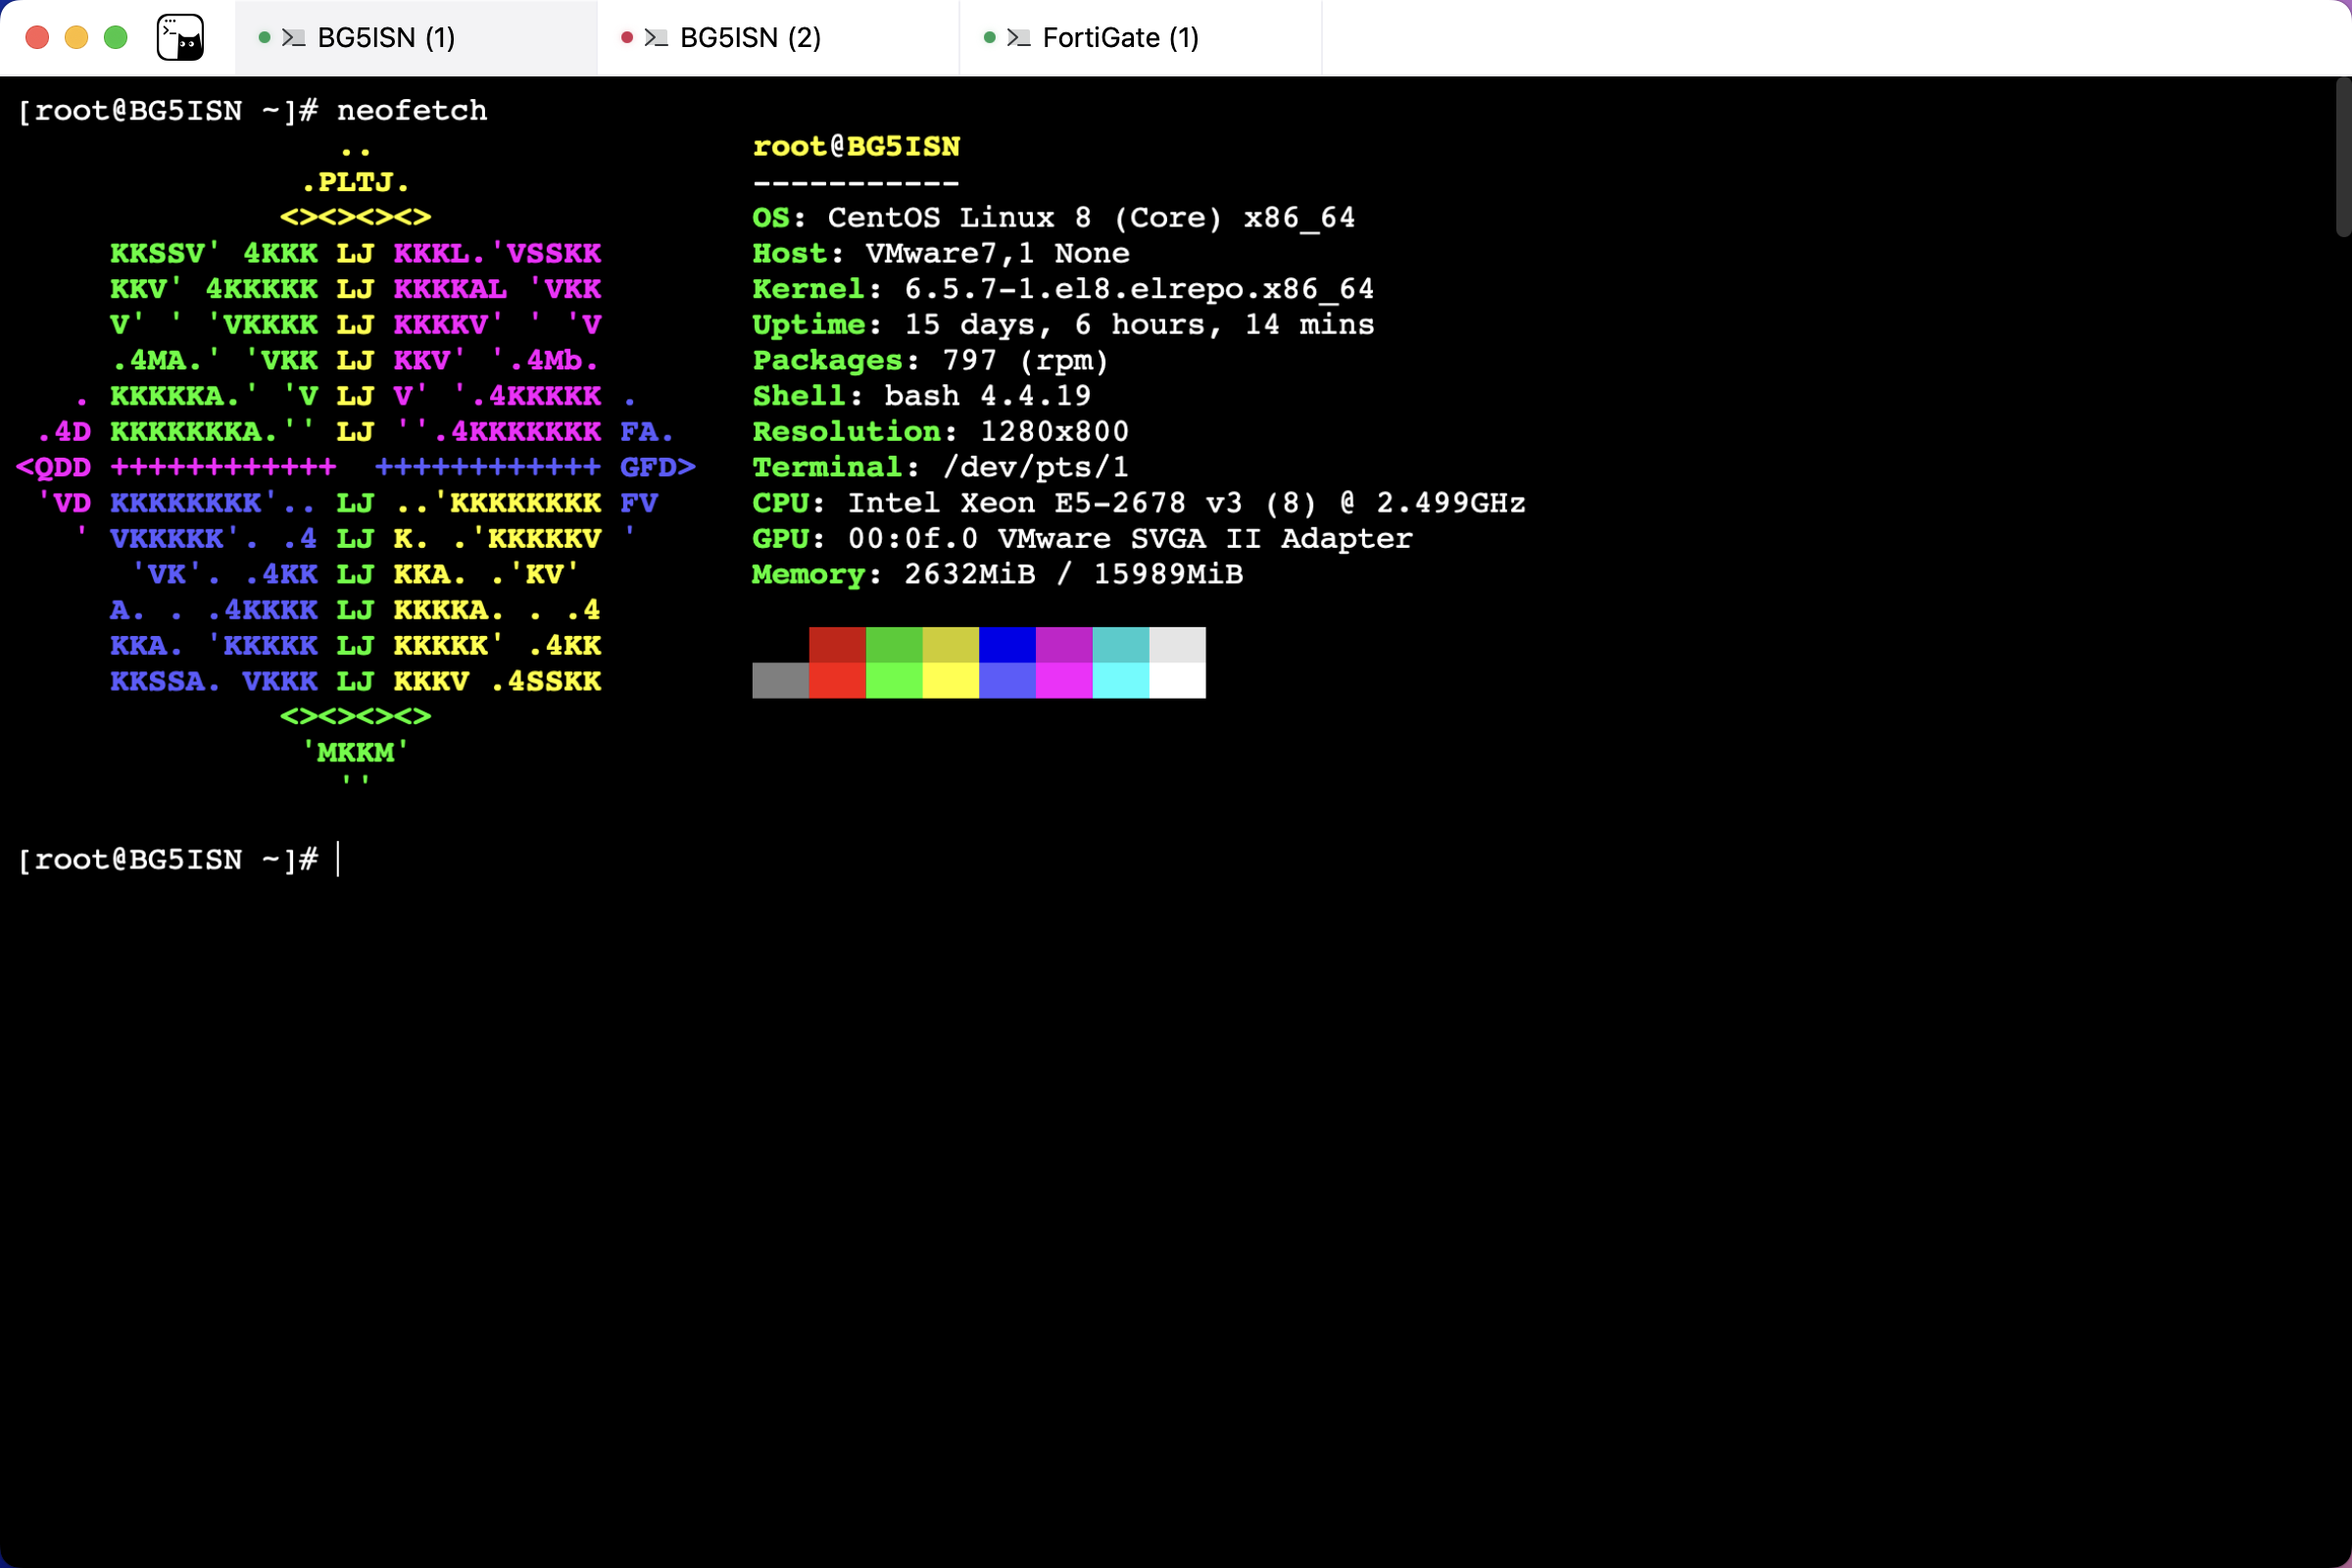 BG5ISN (1) BG5ISN (2) FortiGate (1)
[root@BG5ISN ~]# neofetch
.. root@BG5ISN
.PLTJ. -----------
<><><><> OS: CentOS Linux 8 (Core) x86_64
KKSSV' 4KKK LJ KKKL.'VSSKK Host: VMware7,1 None
KKV' 4KKKKK LJ KKKKAL 'VKK Kernel: 6.5.7-1.el8.elrepo.x86_64
V' ' 'VKKKK LJ KKKKV' ' 'V Uptime: 15 days, 6 hours, 14 mins
.4MA.' 'VKK LJ KKV' '.4Mb. Packages: 797 (rpm)
. KKKKKA.' 'V LJ V' '.4KKKKK . Shell: bash 4.4.19
.4D KKKKKKKA.'' LJ ''.4KKKKKKK FA. Resolution: 1280x800
<QDD ++++++++++++ ++++++++++++ GFD> Terminal: /dev/pts/1
'VD KKKKKKKK'.. LJ ..'KKKKKKKK FV CPU: Intel Xeon E5-2678 v3 (8) @ 2.499GHz
' VKKKKK'. .4 LJ K. .'KKKKKV ' GPU: 00:0f.0 VMware SVGA II Adapter
'VK'. .4KK LJ KKA. .'KV' Memory: 2632MiB / 15989MiB
A. . .4KKKK LJ KKKKA. . .4
KKA. 'KKKKK LJ KKKKK' .4KK
KKSSA. VKKK LJ KKKV .4SSKK
<><><><>
'MKKM'
''
[root@BG5ISN ~]#